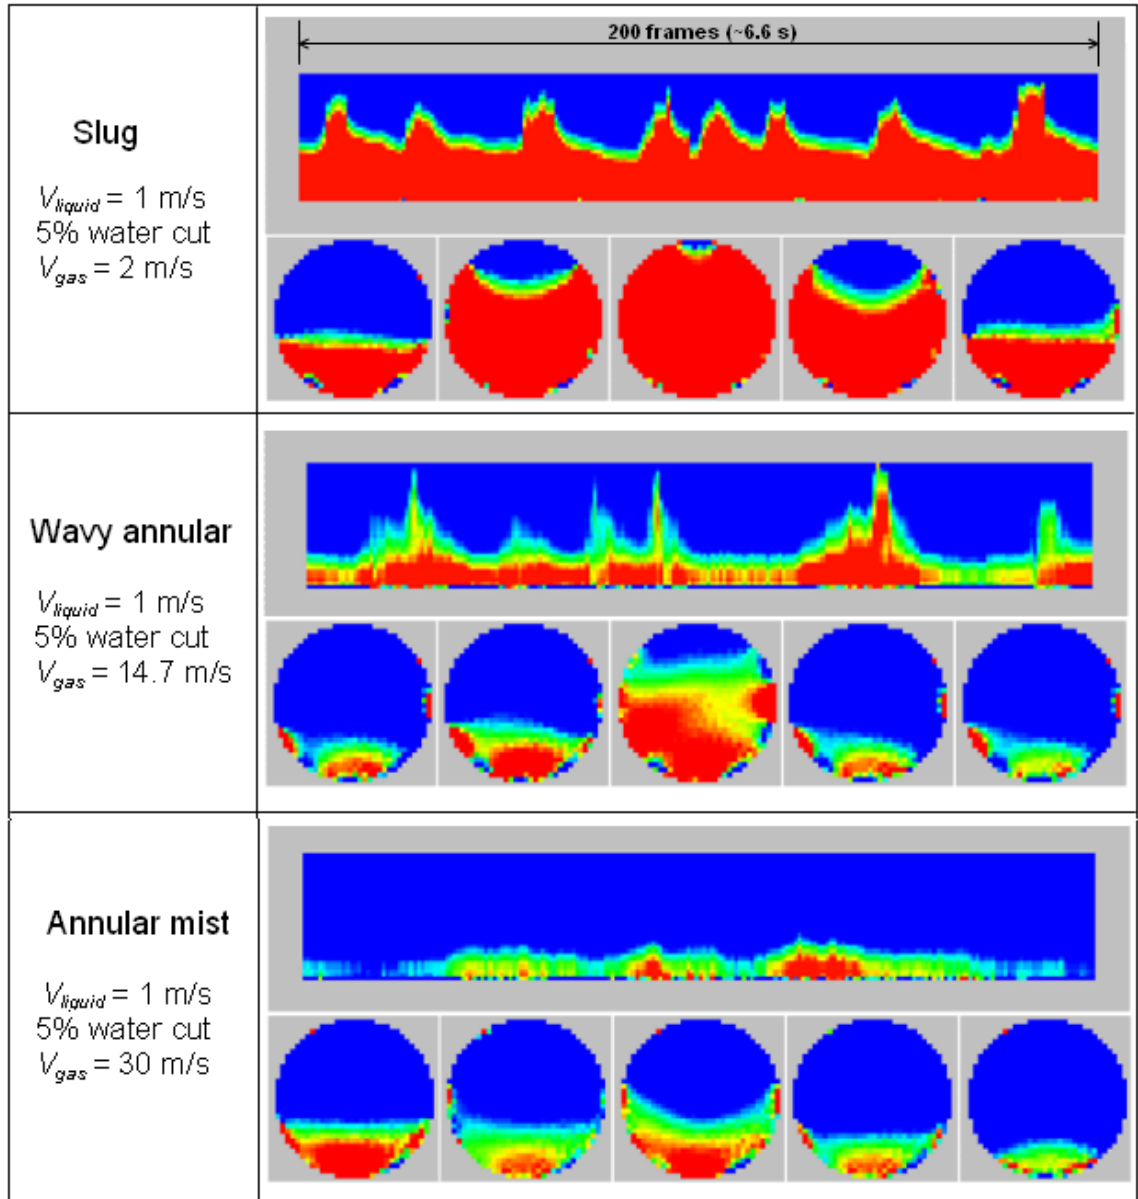 200 frames (~6.6 s)
Slug
Vliquid = 1 m/s
5% water cut
Vgas = 2 m/s
Wavy annular
Vliquid = 1 m/s
5% water cut
Vgas = 14.7 m/s
Annular mist
Vliquid = 1 m/s
5% water cut
Vgas = 30 m/s